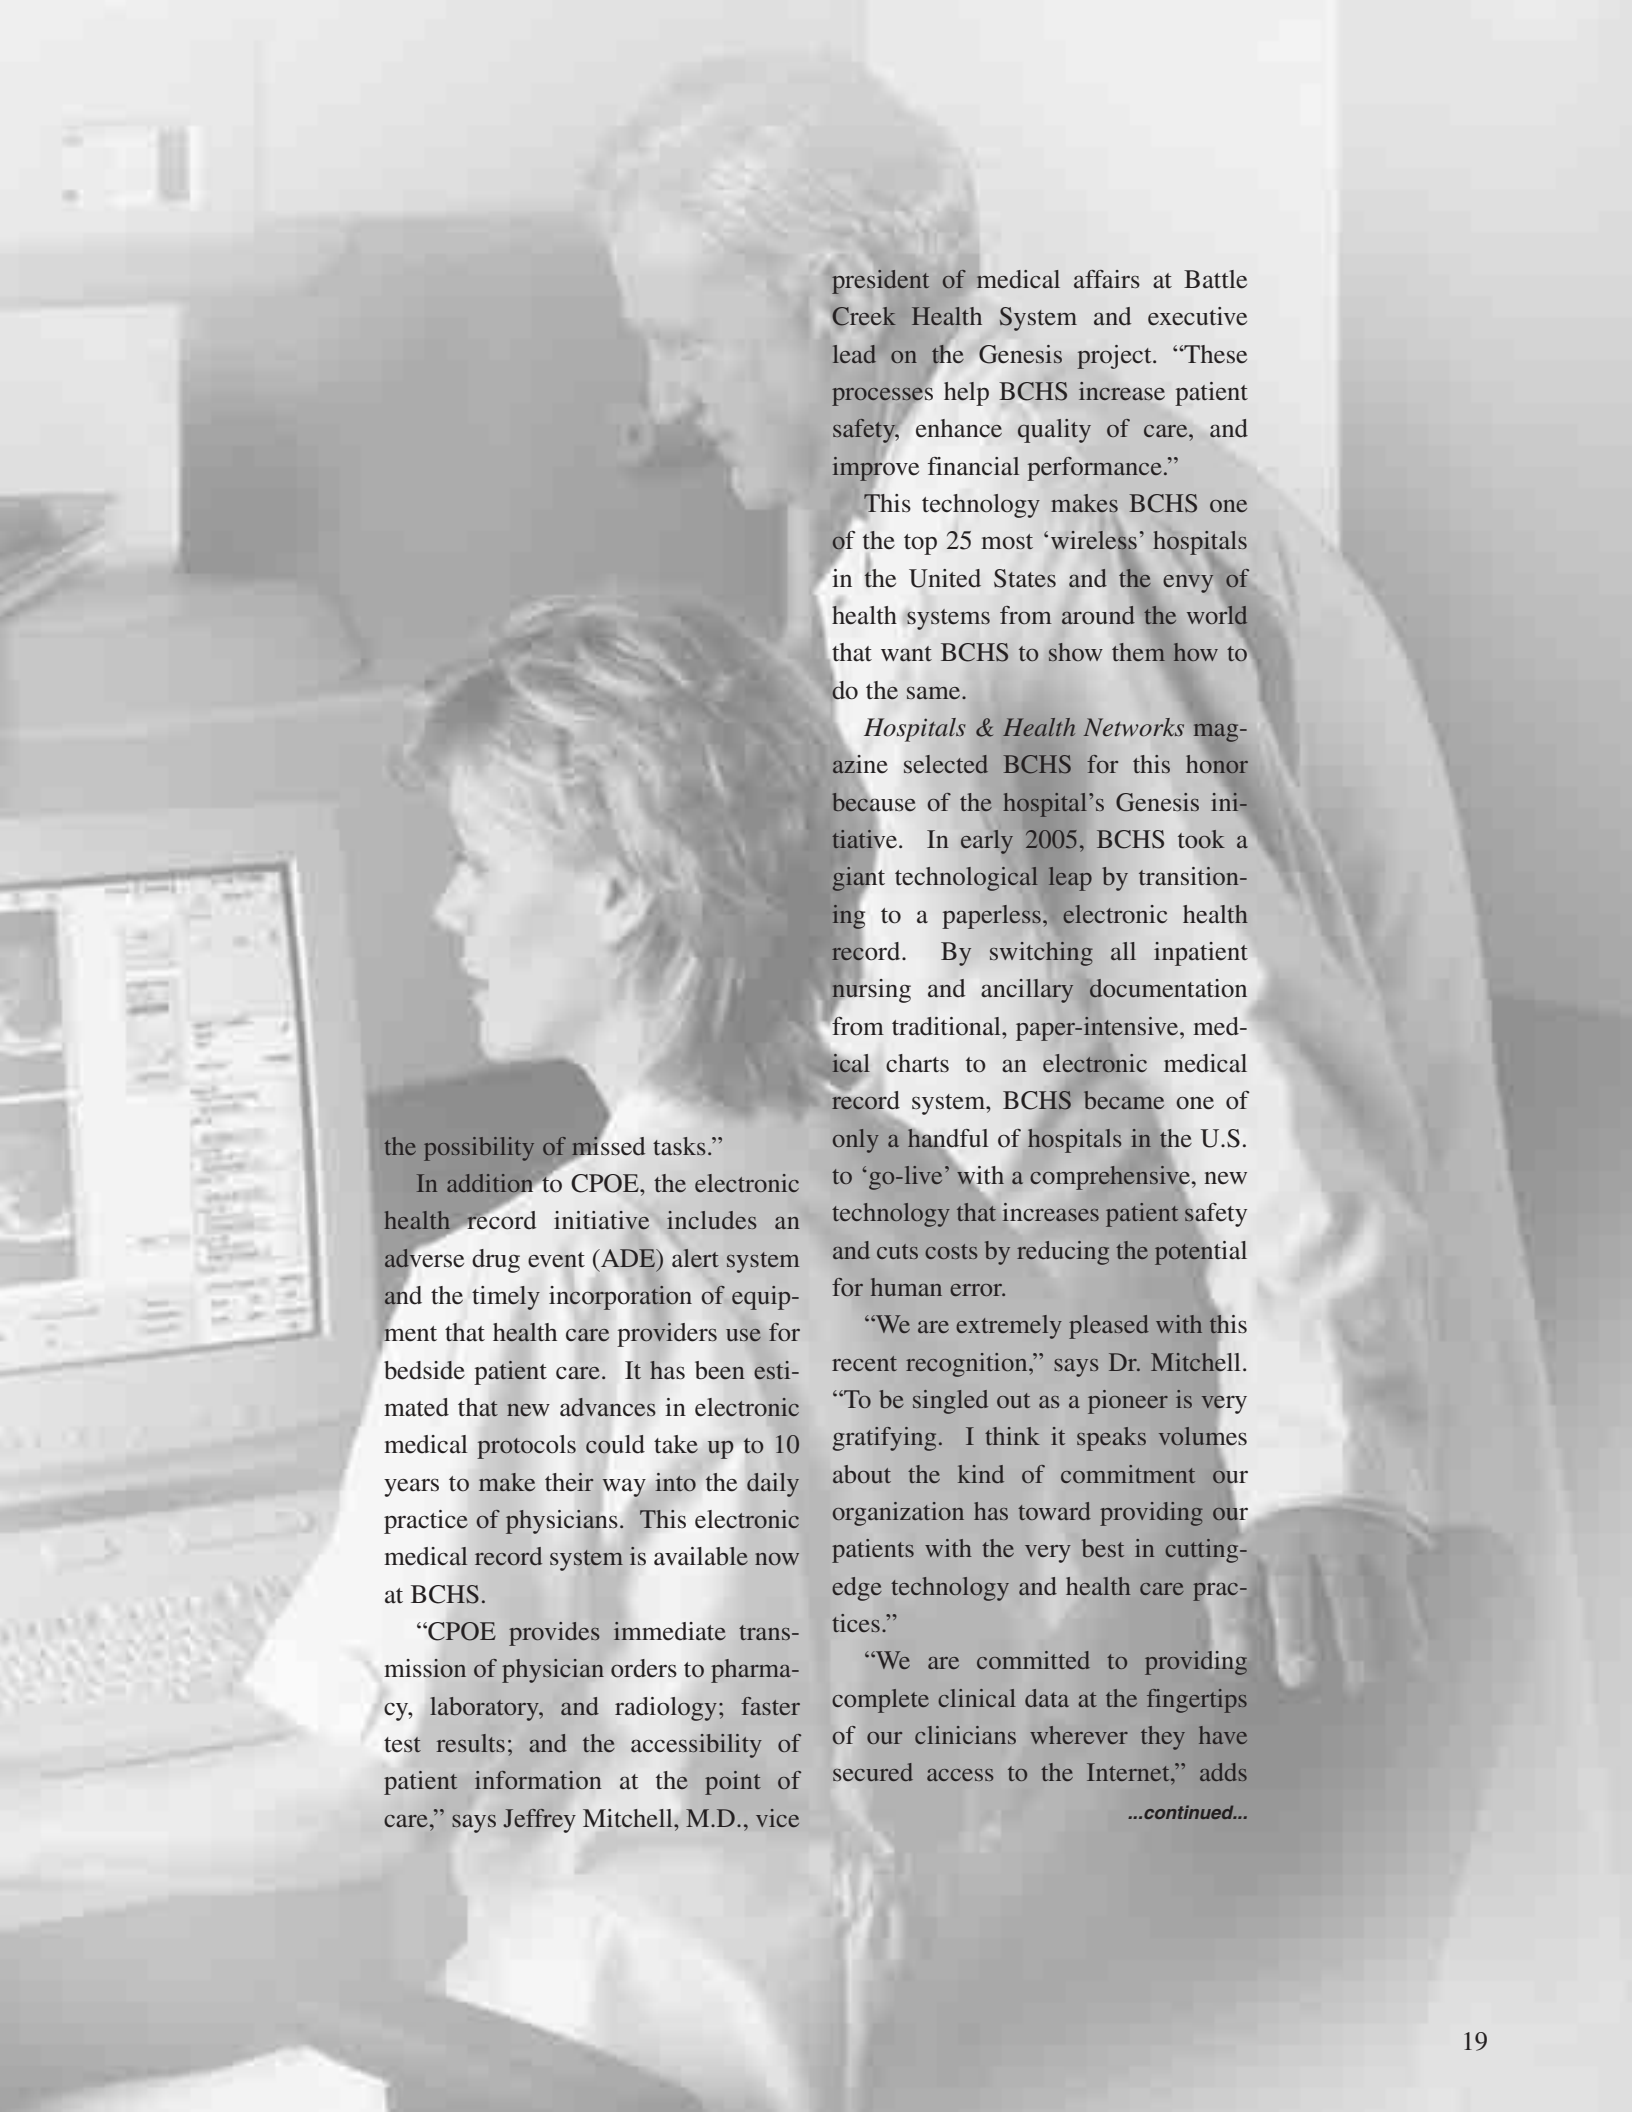 the possibility of missed tasks.”
In addition to CPOE, the electronic
health record initiative includes an
adverse drug event (ADE) alert system
and the timely incorporation of equip-
ment that health care providers use for
bedside patient care. It has been esti-
mated that new advances in electronic
medical protocols could take up to 10
years to make their way into the daily
practice of physicians. This electronic
medical record system is available now
at BCHS.
“CPOE provides immediate trans-
mission of physician orders to pharma-
cy, laboratory, and radiology; faster
test results; and the accessibility of
patient information at the point of
care,” says Jeffrey Mitchell, M.D., vice
president of medical affairs at Battle
Creek Health System and executive
lead on the Genesis project. “These
processes help BCHS increase patient
safety, enhance quality of care, and
improve financial performance.”
This technology makes BCHS one
of the top 25 most ‘wireless’ hospitals
in the United States and the envy of
health systems from around the world
that want BCHS to show them how to
do the same.
Hospitals & Health Networks mag-
azine selected BCHS for this honor
because of the hospital’s Genesis ini-
tiative. In early 2005, BCHS took a
giant technological leap by transition-
ing to a paperless, electronic health
record. By switching all inpatient
nursing and ancillary documentation
from traditional, paper-intensive, med-
ical charts to an electronic medical
record system, BCHS became one of
only a handful of hospitals in the U.S.
to ‘go-live’ with a comprehensive, new
technology that increases patient safety
and cuts costs by reducing the potential
for human error.
“We are extremely pleased with this
recent recognition,” says Dr. Mitchell.
“To be singled out as a pioneer is very
gratifying. I think it speaks volumes
about the kind of commitment our
organization has toward providing our
patients with the very best in cutting-
edge technology and health care prac-
tices.”
“We are committed to providing
complete clinical data at the fingertips
of our clinicians wherever they have
secured access to the Internet,” adds
...continued...
19